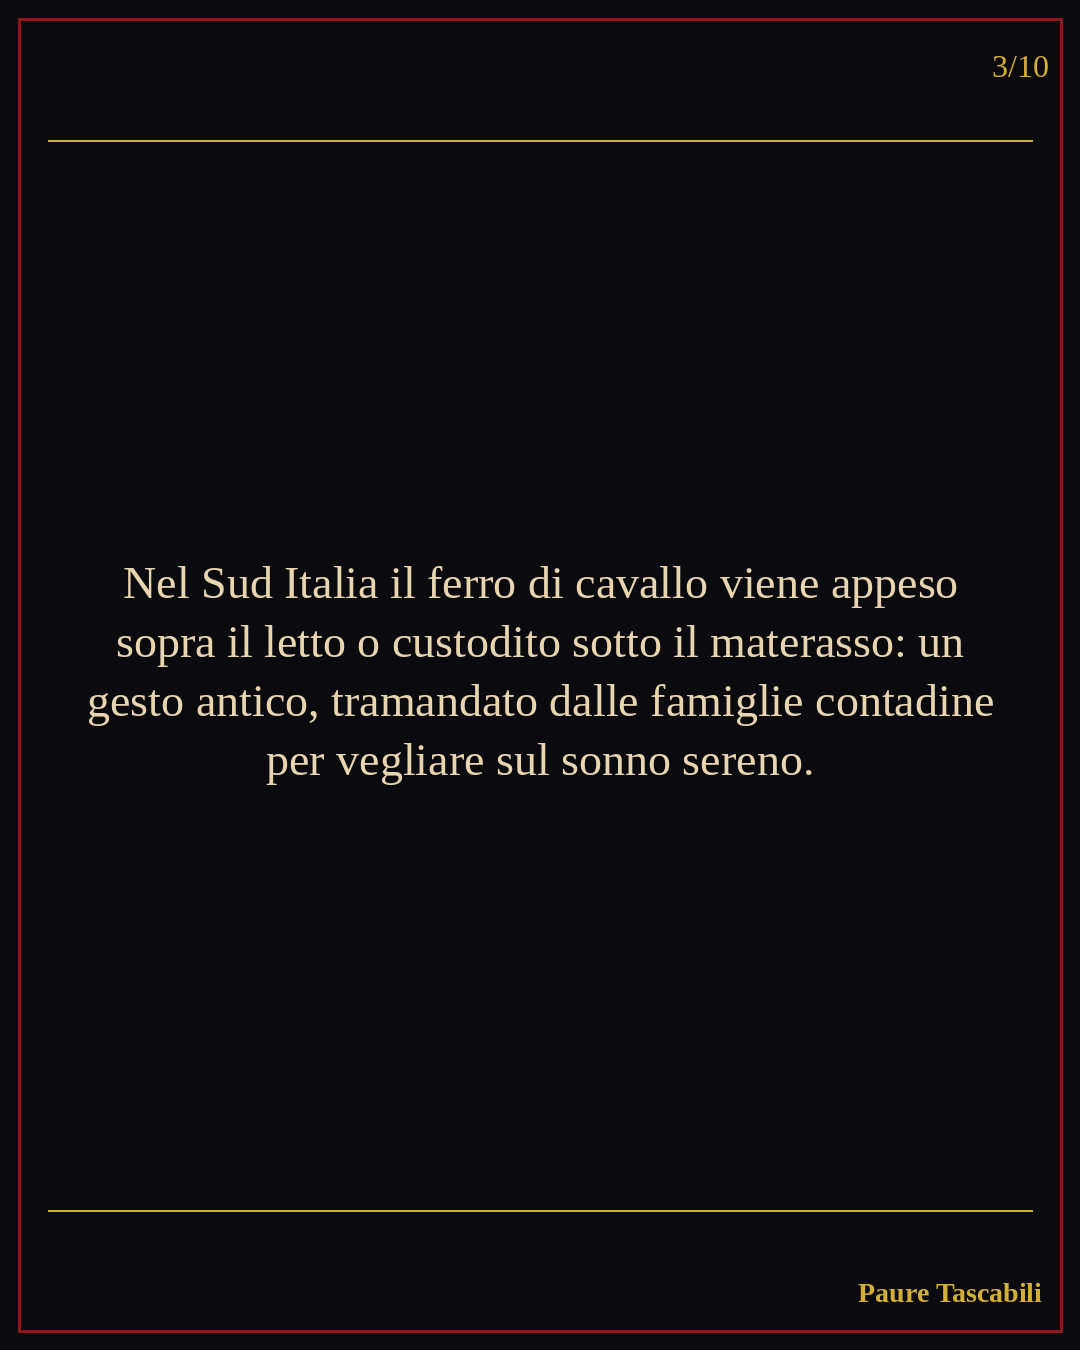 3/10
Nel Sud Italia il ferro di cavallo viene appeso
sopra il letto o custodito sotto il materasso: un
gesto antico, tramandato dalle famiglie contadine
per vegliare sul sonno sereno.
Paure Tascabili